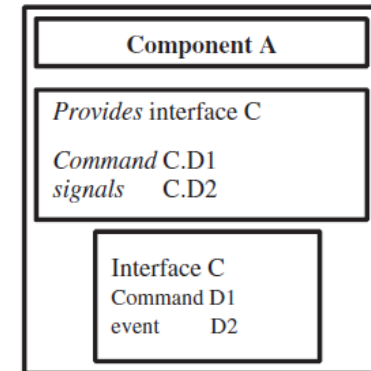 Component A
Provides interface C
Command C.D1
signals C.D2
Interface C
Command D1
event D2